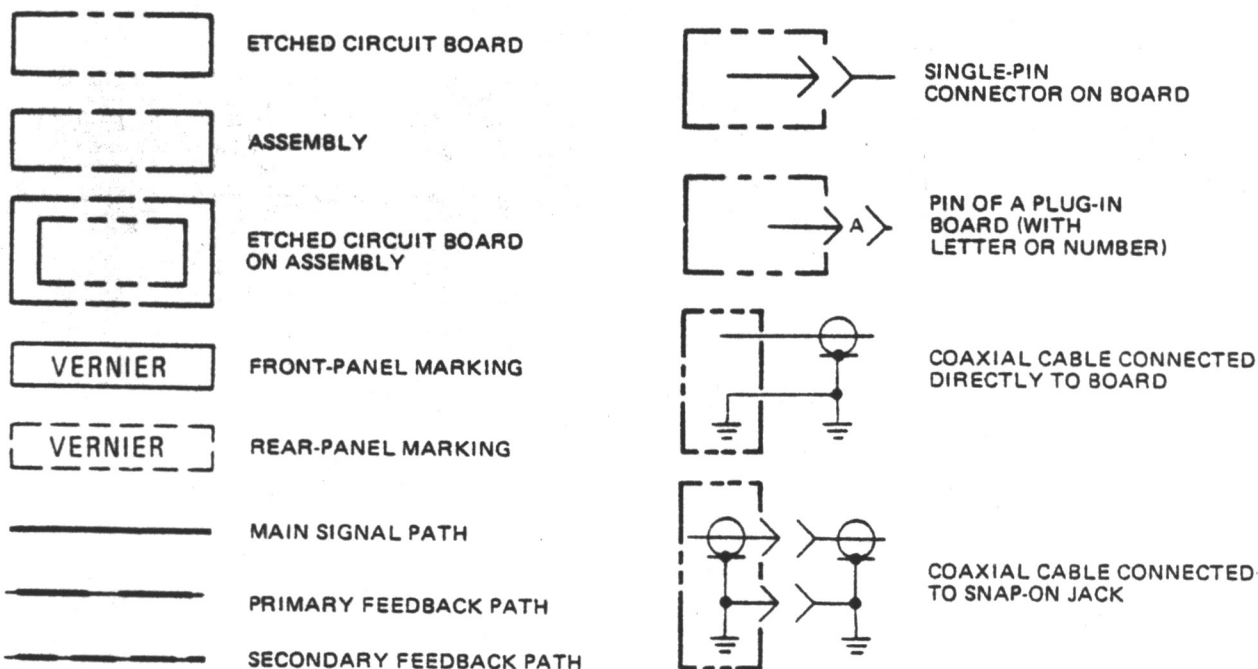 ETCHED CIRCUIT BOARD
ASSEMBLY
ETCHED CIRCUIT BOARD
ON ASSEMBLY
VERNIER
FRONT-PANEL MARKING
VERNIER
REAR-PANEL MARKING
MAIN SIGNAL PATH
PRIMARY FEEDBACK PATH
SECONDARY FEEDBACK PATH
SINGLE-PIN
CONNECTOR ON BOARD
A
PIN OF A PLUG-IN
BOARD (WITH
LETTER OR NUMBER)
COAXIAL CABLE CONNECTED
DIRECTLY TO BOARD
COAXIAL CABLE CONNECTED
TO SNAP-ON JACK